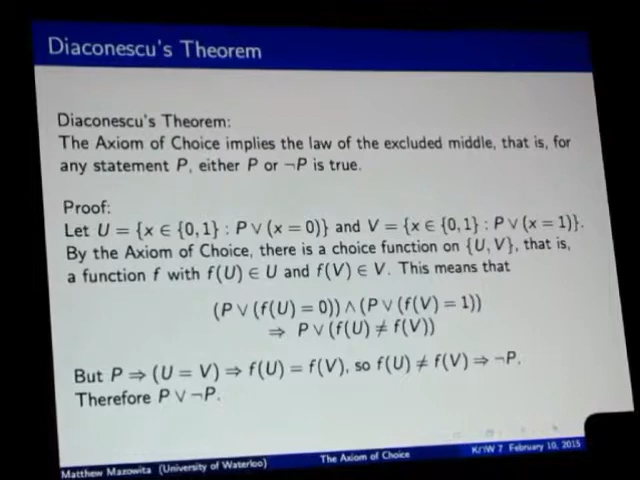 Diaconescu's Theorem
Diaconescu's Theorem:
The Axiom of Choice implies the law of the excluded middle, that is, for
any statement P, either P or ¬P is true.
Proof:
Let U = {x ∈ {0,1} : P ∨ (x = 0)} and V = {x ∈ {0,1} : P ∨ (x = 1)}.
By the Axiom of Choice, there is a choice function on {U, V}, that is,
a function f with f(U) ∈ U and f(V) ∈ V. This means that
(P ∨ (f(U) = 0)) ∧ (P ∨ (f(V) = 1))
⇒ P ∨ (f(U) ≠ f(V))
But P ⇒ (U = V) ⇒ f(U) = f(V), so f(U) ≠ f(V) ⇒ ¬P.
Therefore P ∨ ¬P.
Matthew Mazowita (University of Waterloo) The Axiom of Choice KθW 7 February 10, 2015